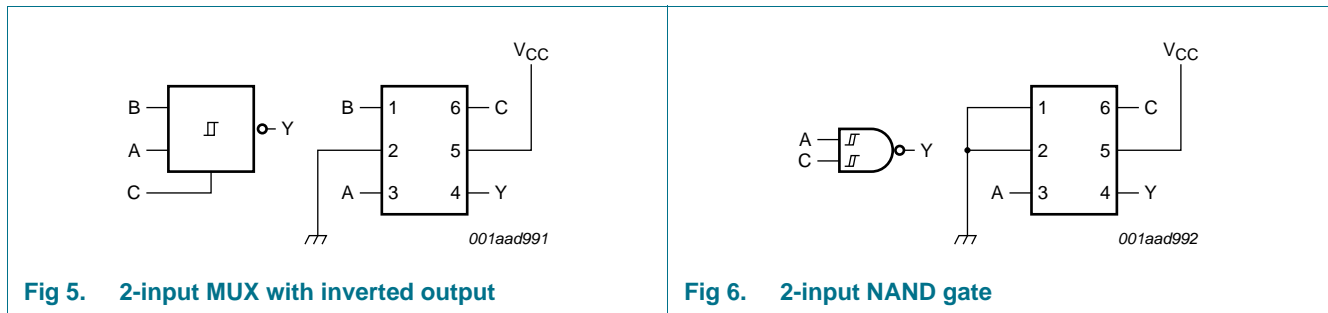 VCC
B
A
C
Y
B 1 6 C
2 5
A 3 4 Y
001aad991
Fig 5. 2-input MUX with inverted output
VCC
A
C
Y
1 6 C
2 5
A 3 4 Y
001aad992
Fig 6. 2-input NAND gate